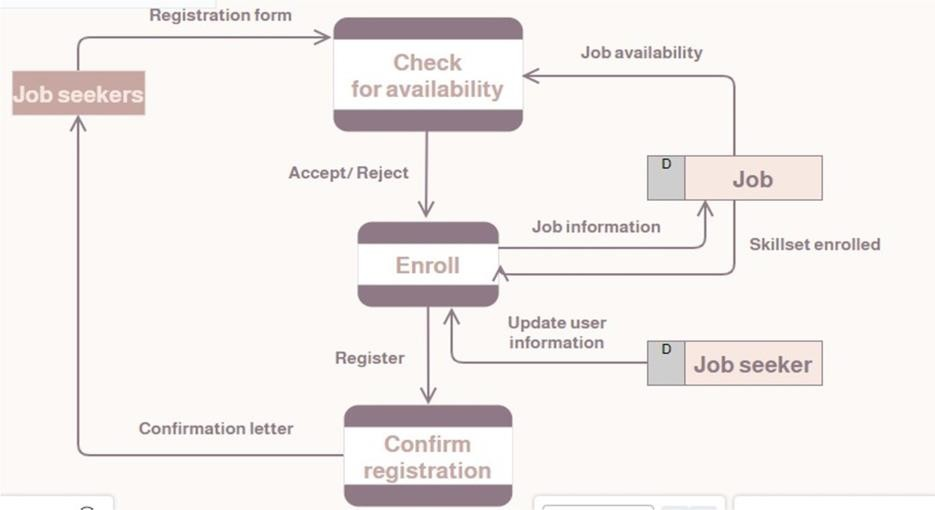 Registration form
Check
for availability
Job availability
Job seekers
Accept/ Reject
D
Job
Job information
Skillset enrolled
Enroll
Update user
information
D
Job seeker
Register
Confirmation letter
Confirm
registration